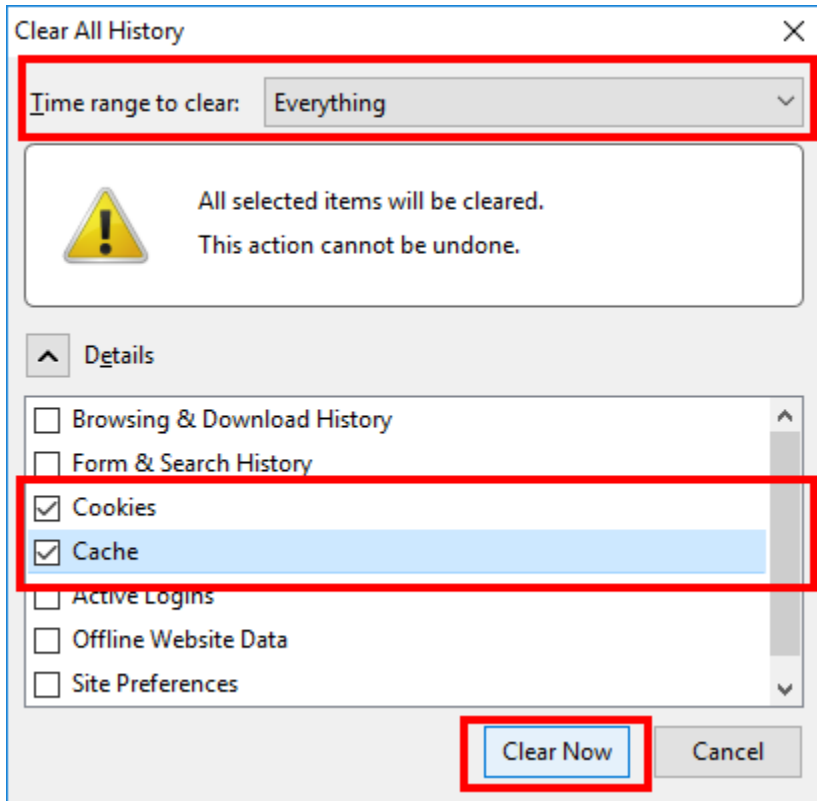 Clear All History
Time range to clear: Everything
All selected items will be cleared.
This action cannot be undone.
Details
Browsing & Download History
Form & Search History
Cookies
Cache
Active Logins
Offline Website Data
Site Preferences
Clear Now Cancel